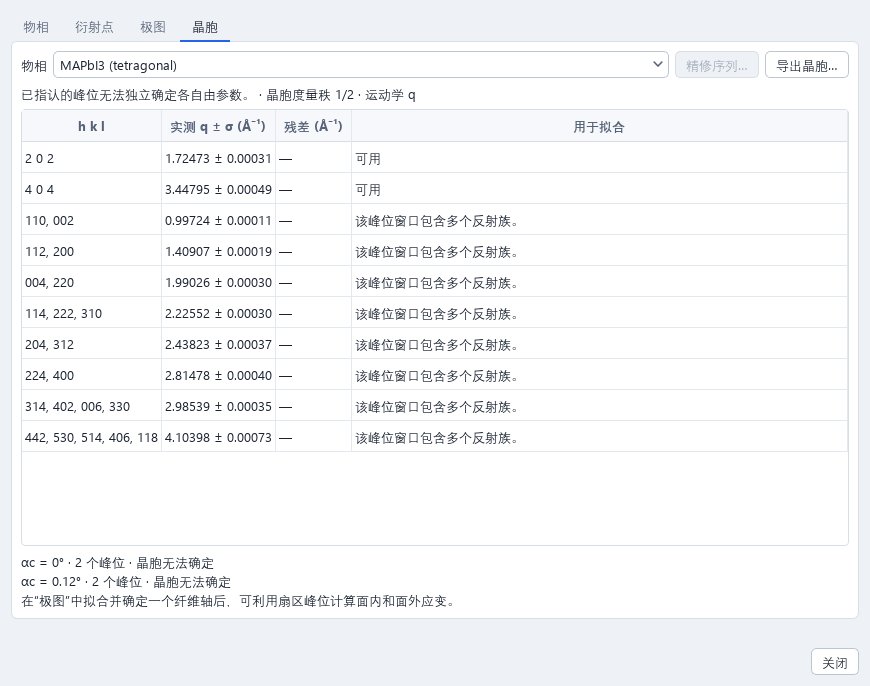 物相 衍射点 极图 晶胞
物相 MAPbI3 (tetragonal) 精修序列... 导出晶胞...
已指认的峰位无法独立确定各自由参数。 · 晶胞度量秩 1/2 · 运动学 q
h k l 实测 q ± σ (Å⁻¹) 残差 (Å⁻¹) 用于拟合
2 0 2 1.72473 ± 0.00031 — 可用
4 0 4 3.44795 ± 0.00049 — 可用
110, 002 0.99724 ± 0.00011 — 该峰位窗口包含多个反射族。
112, 200 1.40907 ± 0.00019 — 该峰位窗口包含多个反射族。
004, 220 1.99026 ± 0.00030 — 该峰位窗口包含多个反射族。
114, 222, 310 2.22552 ± 0.00030 — 该峰位窗口包含多个反射族。
204, 312 2.43823 ± 0.00037 — 该峰位窗口包含多个反射族。
224, 400 2.81478 ± 0.00040 — 该峰位窗口包含多个反射族。
314, 402, 006, 330 2.98539 ± 0.00035 — 该峰位窗口包含多个反射族。
442, 530, 514, 406, 118 4.10398 ± 0.00073 — 该峰位窗口包含多个反射族。
αc = 0° · 2 个峰位 · 晶胞无法确定
αc = 0.12° · 2 个峰位 · 晶胞无法确定
在“极图”中拟合并确定一个纤维轴后，可利用扇区峰位计算面内和面外应变。
关闭